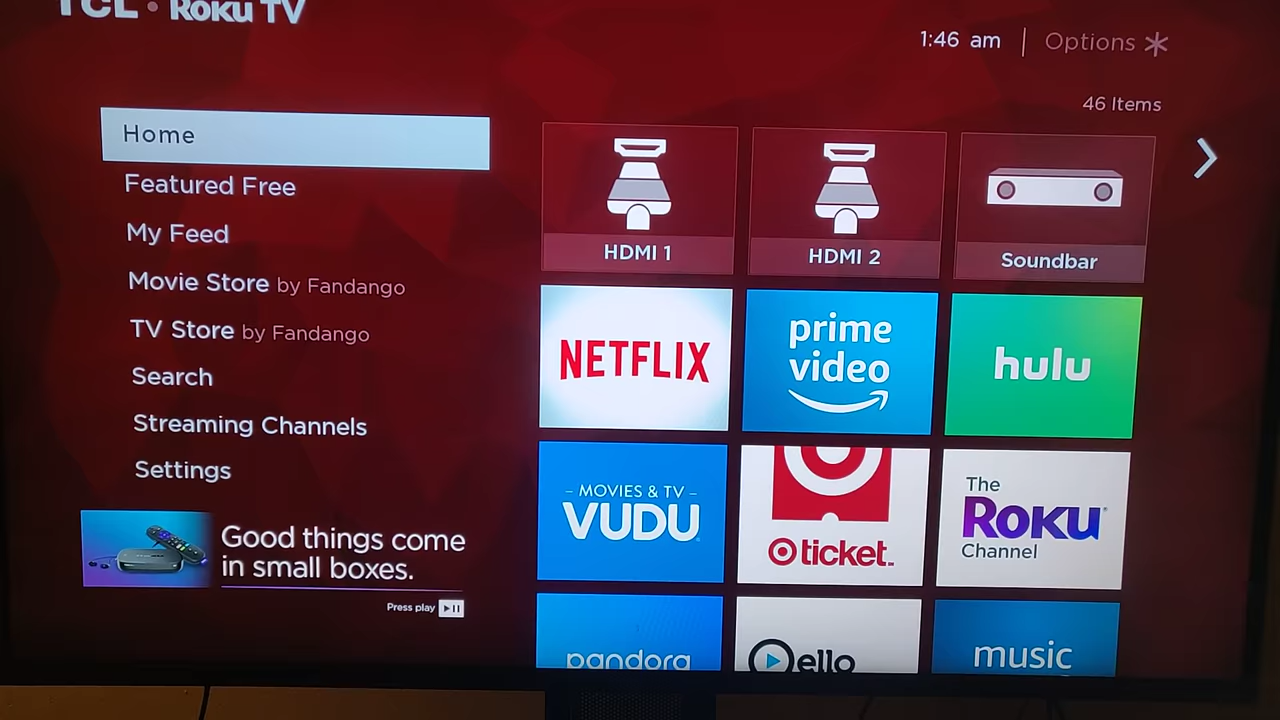 TCL • Roku TV
1:46 am | Options
46 Items
Home
Featured Free
My Feed
Movie Store by Fandango
TV Store by Fandango
Search
Streaming Channels
Settings
Good things come
in small boxes.
Press play
HDMI 1
HDMI 2
Soundbar
NETFLIX
prime
video
hulu
– MOVIES & TV –
VUDU
ticket.
The
Roku
Channel
pandora
Qello
music